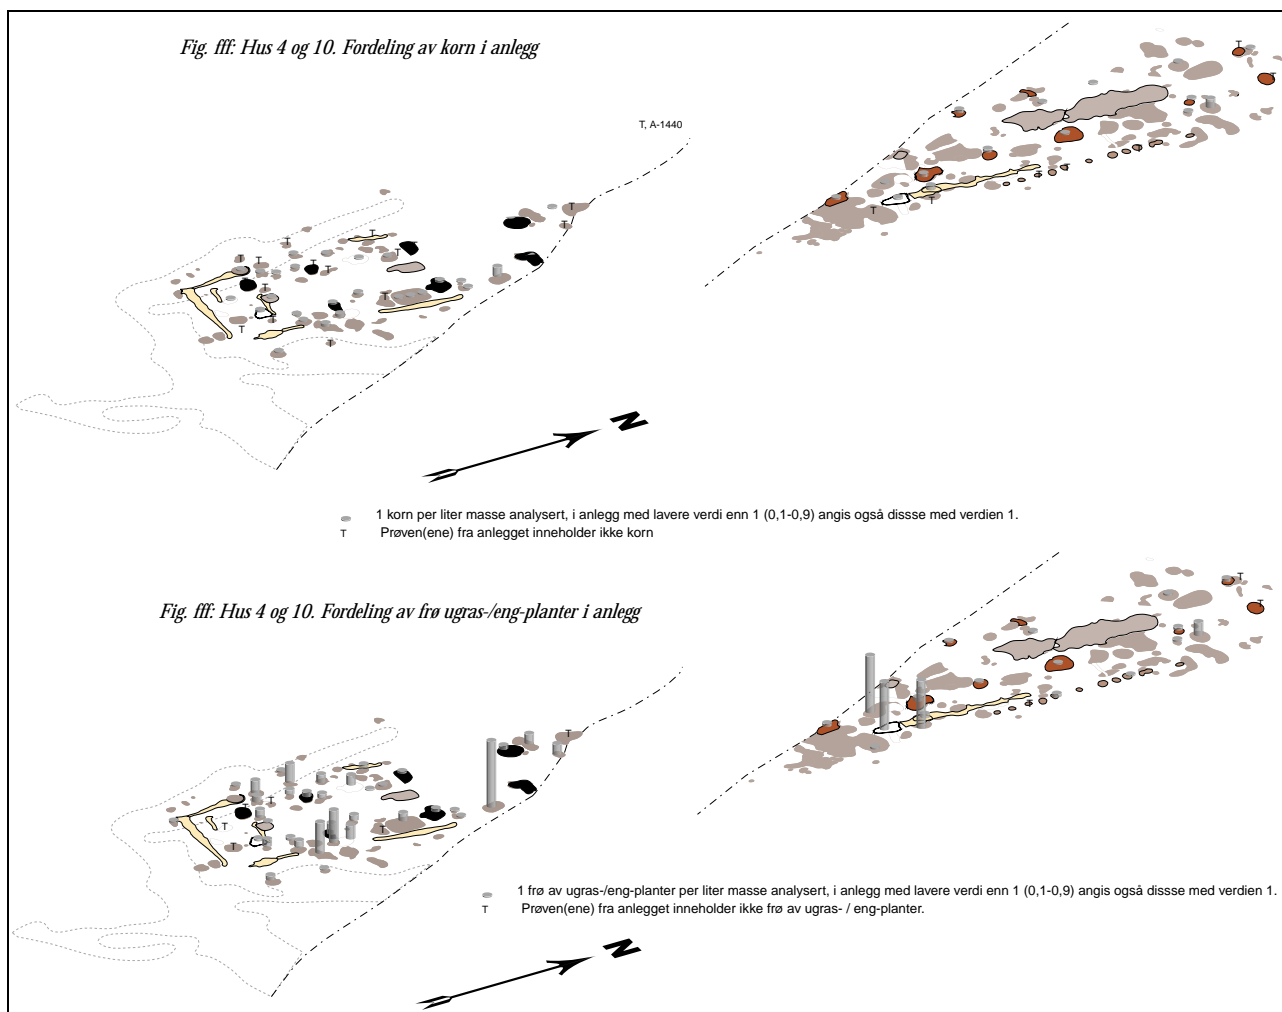 Fig. fff: Hus 4 og 10. Fordeling av korn i anlegg
T, A-1440
N
1 korn per liter masse analysert, i anlegg med lavere verdi enn 1 (0,1-0,9) angis også dissse med verdien 1.
T Prøven(ene) fra anlegget inneholder ikke korn
Fig. fff: Hus 4 og 10. Fordeling av frø ugras-/eng-planter i anlegg
1 frø av ugras-/eng-planter per liter masse analysert, i anlegg med lavere verdi enn 1 (0,1-0,9) angis også dissse med verdien 1.
T Prøven(ene) fra anlegget inneholder ikke frø av ugras- / eng-planter.
N